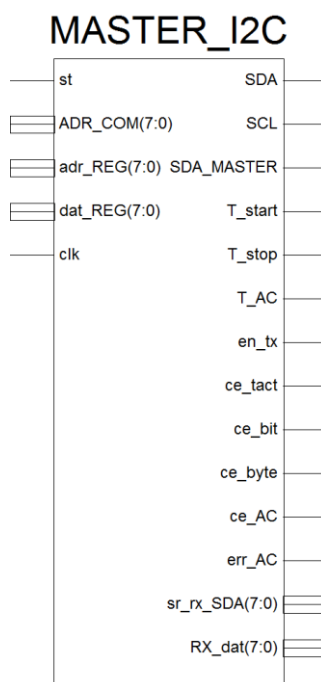 MASTER_I2C
st SDA
ADR_COM(7:0) SCL
adr_REG(7:0) SDA_MASTER
dat_REG(7:0) T_start
clk T_stop
T_AC
en_tx
ce_tact
ce_bit
ce_byte
ce_AC
err_AC
sr_rx_SDA(7:0)
RX_dat(7:0)